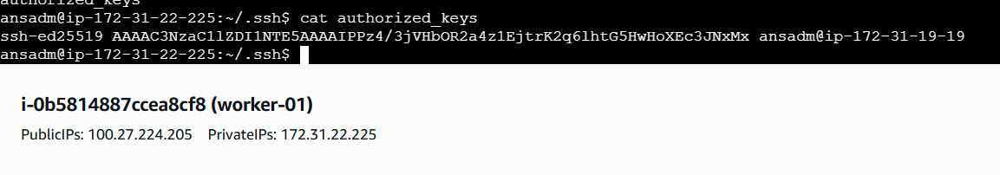 authorized_keys
ansadm@ip-172-31-22-225:~/.ssh$ cat authorized_keys
ssh-ed25519 AAAAC3NzaC1lZDI1NTE5AAAAIPPz4/3jVHbOR2a4z1EjtrK2q6lhtG5HwHoXEc3JNxMx ansadm@ip-172-31-19-19
ansadm@ip-172-31-22-225:~/.ssh$
i-0b5814887ccea8cf8 (worker-01)
PublicIPs: 100.27.224.205 PrivateIPs: 172.31.22.225